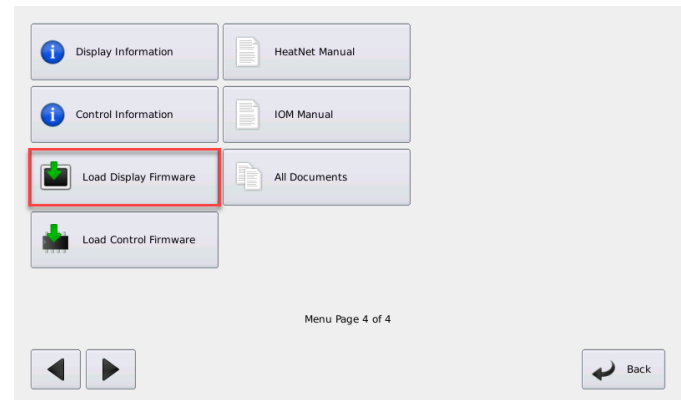 Display Information
HeatNet Manual
Control Information
IOM Manual
Load Display Firmware
All Documents
Load Control Firmware
Menu Page 4 of 4
Back